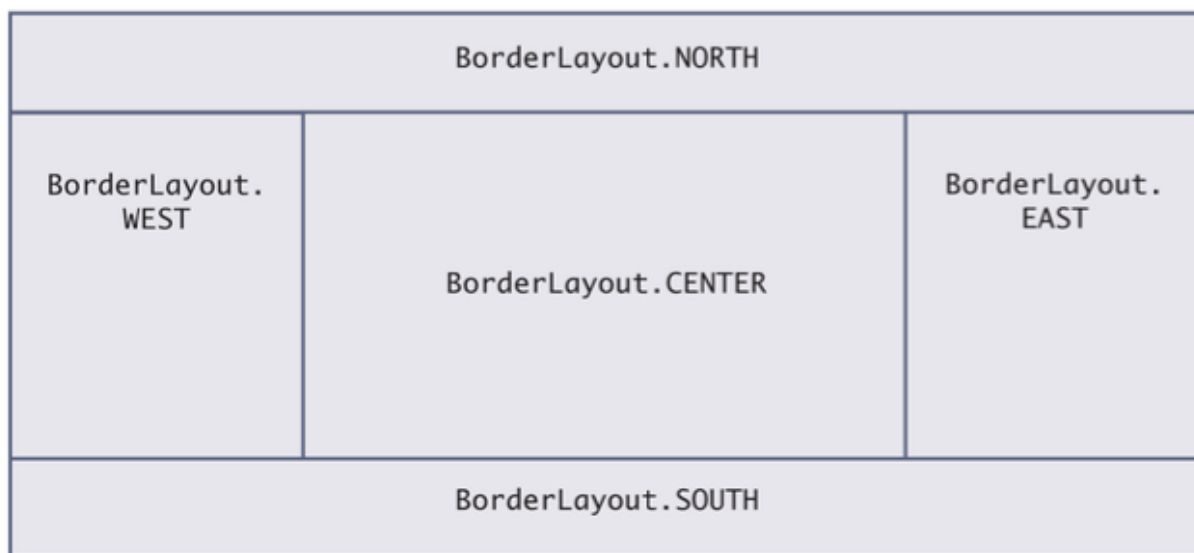 BorderLayout.NORTH
BorderLayout.
WEST
BorderLayout.CENTER
BorderLayout.
EAST
BorderLayout.SOUTH